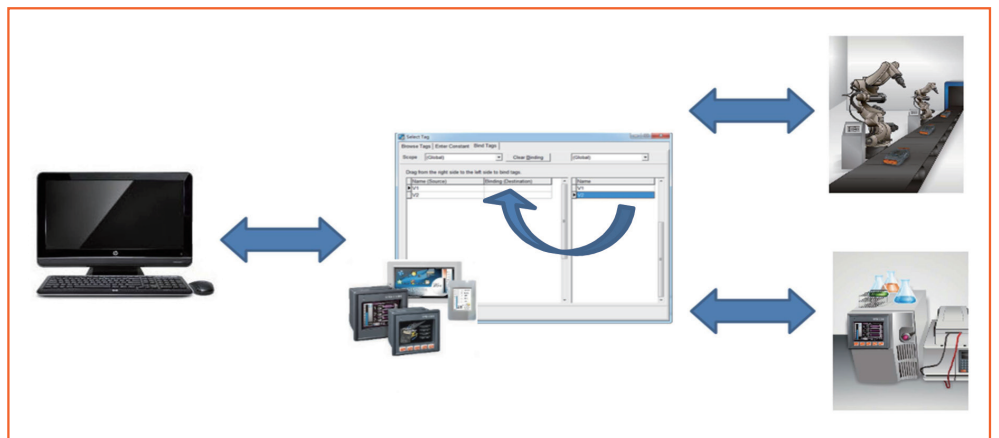 Select Tag
Browse Tags Enter Constant Bind Tags
Scope (Global) Clear Binding (Global)
Drag from the right side to the left side to bind tags.
Name (Source) Binding (Destination) Name
V1 V1
V2